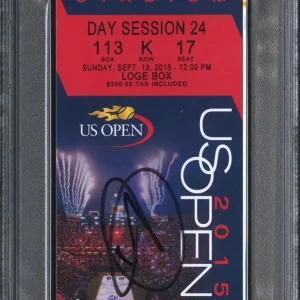 STADIUM
DAY SESSION 24
113 K 17
BOX ROW SEAT
SUNDAY, SEPT. 13, 2015 - 12:00 PM
LOGE BOX
$350.00 TAX INCLUDED
US OPEN
US OPEN 2015